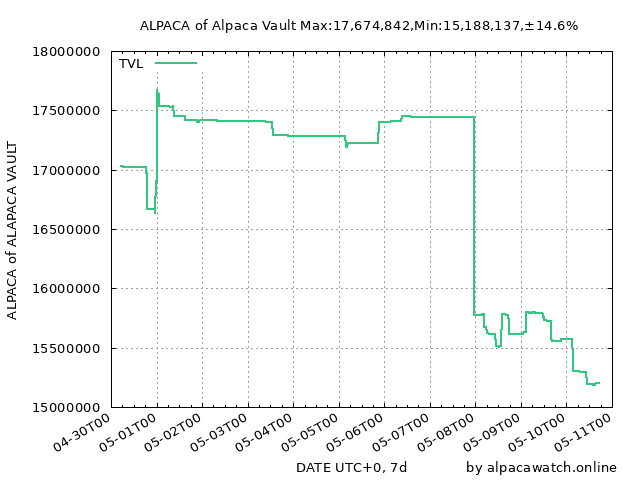 ALPACA of Alpaca Vault Max:17,674,842,Min:15,188,137,±14.6%
TVL
18000000
17500000
17000000
16500000
16000000
15500000
15000000
ALPACA of ALAPACA VAULT
04-30T00
05-01T00
05-02T00
05-03T00
05-04T00
05-05T00
05-06T00
05-07T00
05-08T00
05-09T00
05-10T00
05-11T00
DATE UTC+0, 7d
by alpacawatch.online